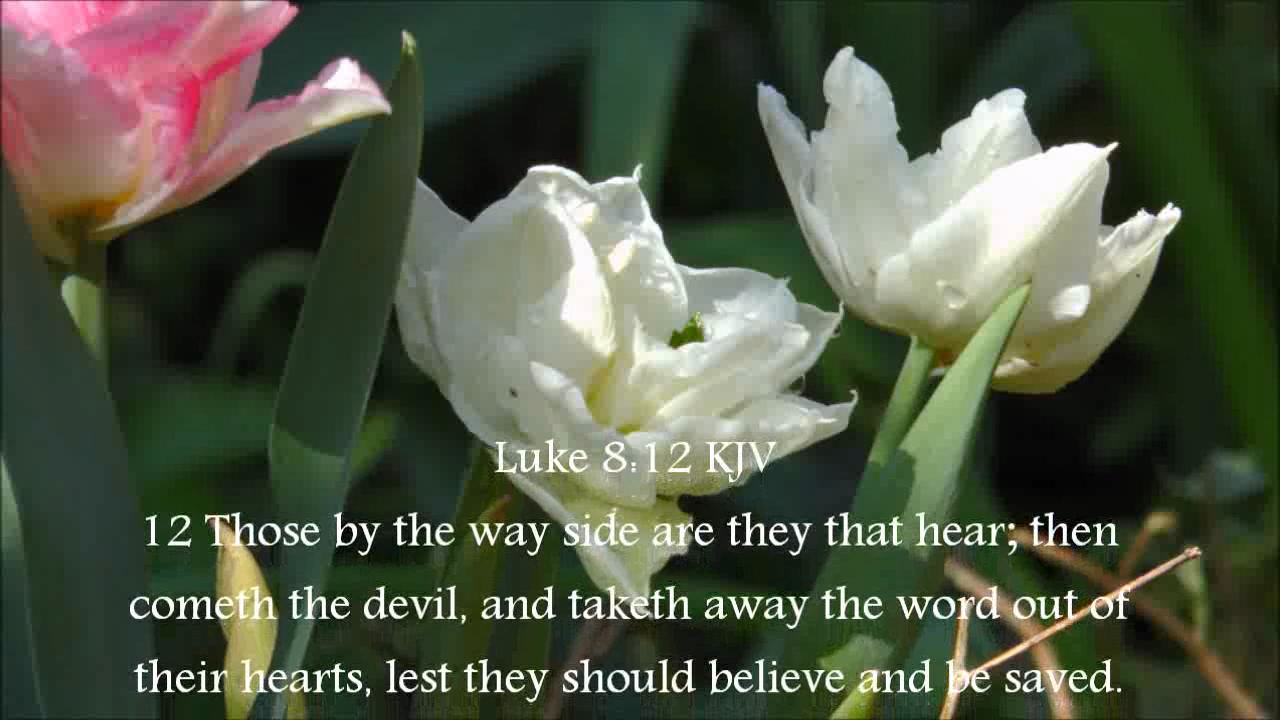 Luke 8:12 KJV
12 Those by the way side are they that hear; then
cometh the devil, and taketh away the word out of
their hearts, lest they should believe and be saved.